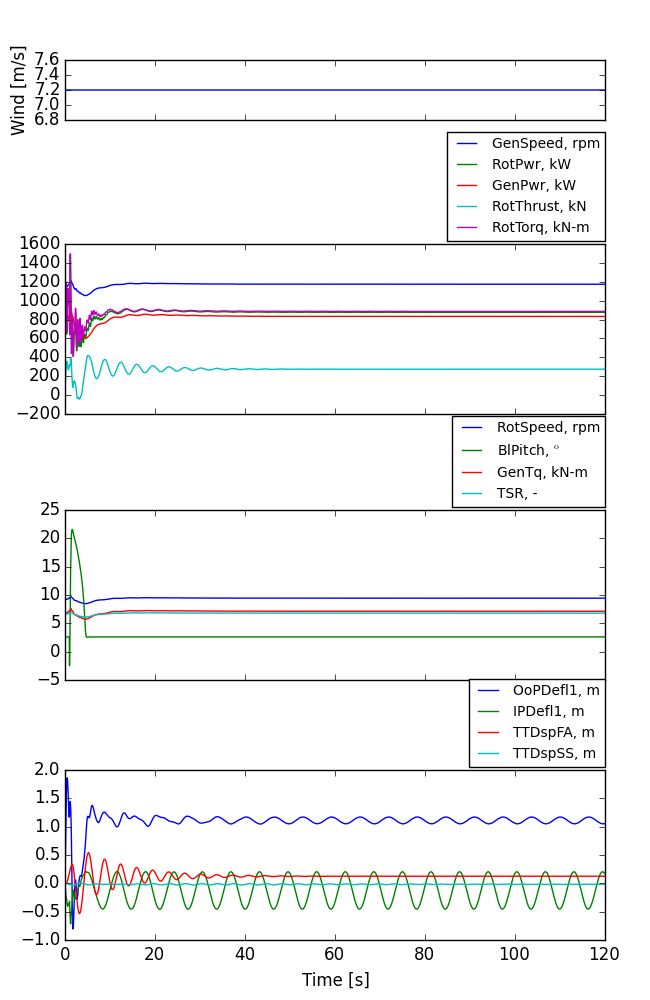 Wind [m/s]
7.6
7.4
7.2
7.0
6.8
GenSpeed, rpm
RotPwr, kW
GenPwr, kW
RotThrust, kN
RotTorq, kN-m
1600
1400
1200
1000
800
600
400
200
0
−200
RotSpeed, rpm
BlPitch, °
GenTq, kN-m
TSR, -
25
20
15
10
5
0
−5
OoPDefl1, m
IPDefl1, m
TTDspFA, m
TTDspSS, m
2.0
1.5
1.0
0.5
0.0
−0.5
−1.0
0 20 40 60 80 100 120
Time [s]